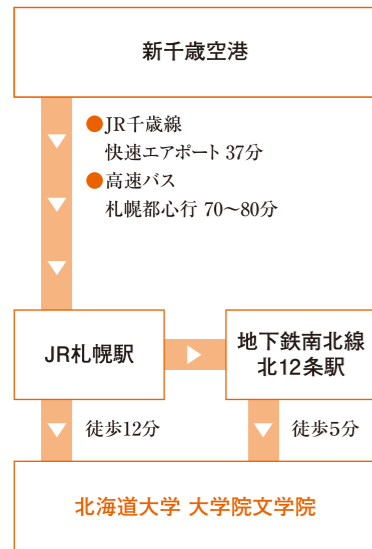 新千歳空港
●JR千歳線
快速エアポート 37分
●高速バス
札幌都心行 70〜80分
JR札幌駅
地下鉄南北線
北12条駅
徒歩12分
徒歩5分
北海道大学 大学院文学院